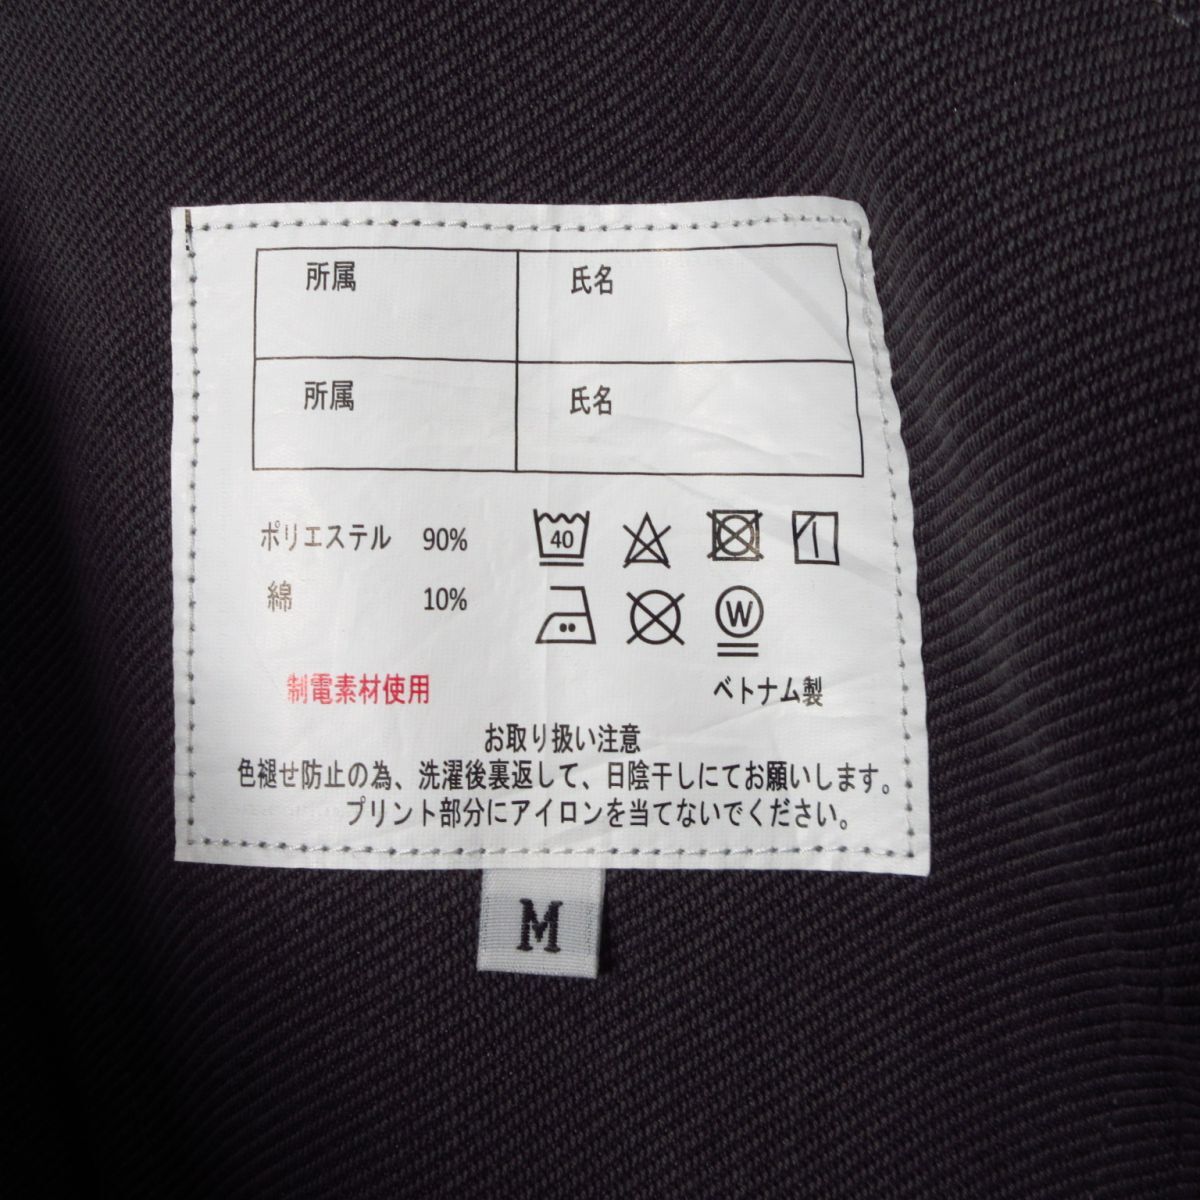 所属 氏名
所属 氏名
ポリエステル 90%
綿 10%
40
W
制電素材使用 ベトナム製
お取り扱い注意
色褪せ防止の為、洗濯後裏返して、日陰干しにてお願いします。
プリント部分にアイロンを当てないでください。
M